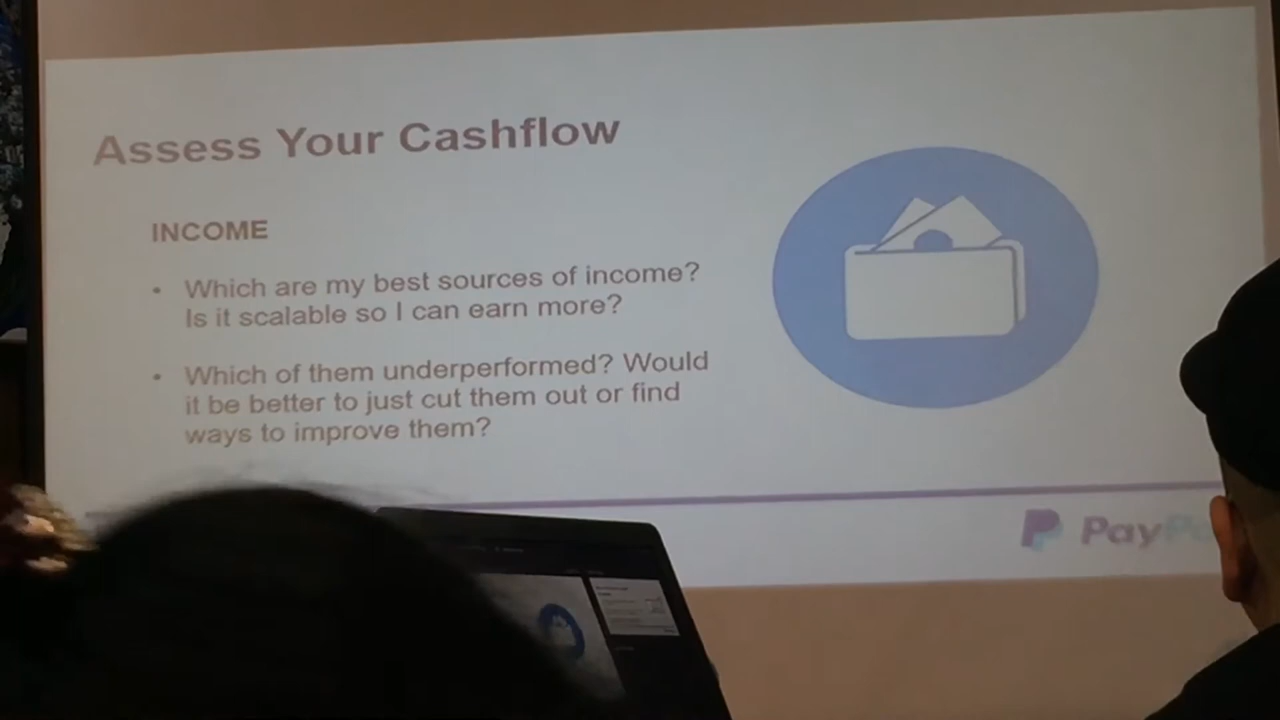 Assess Your Cashflow
INCOME
• Which are my best sources of income?
Is it scalable so I can earn more?
• Which of them underperformed? Would
it be better to just cut them out or find
ways to improve them?
PayP